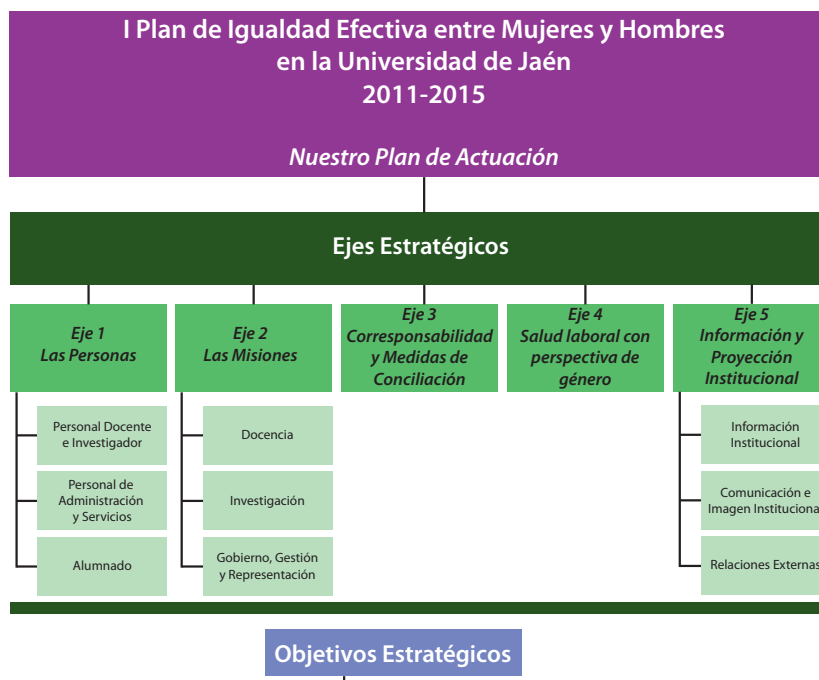 I Plan de Igualdad Efectiva entre Mujeres y Hombres
en la Universidad de Jaén
2011-2015
Nuestro Plan de Actuación
Ejes Estratégicos
Eje 1
Las Personas
Eje 2
Las Misiones
Eje 3
Corresponsabilidad
y Medidas de
Conciliación
Eje 4
Salud laboral con
perspectiva de
género
Eje 5
Información y
Proyección
Institucional
Personal Docente
e Investigador
Personal de
Administración
y Servicios
Alumnado
Docencia
Investigación
Gobierno, Gestión
y Representación
Información
Institucional
Comunicación e
Imagen Instituciona
Relaciones Externas
Objetivos Estratégicos